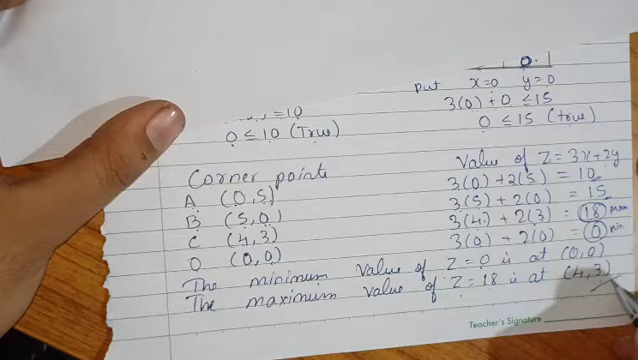 0 1
Put x=0 y=0
=10 3(0)+0 ≤15
0 ≤ 10 (True) 0 ≤ 15 (true)
Corner points Value of Z=3x+2y
A (0,5) 3(0)+2(5) = 10
B (5,0) 3(5)+2(0) = 15
C (4,3) 3(4)+2(3) = 18 Max
O (0,0) 3(0)+2(0) = 0 min
The minimum value of Z=0 is at (0,0)
The maximum value of Z=18 is at (4,3)
Teacher's Signature